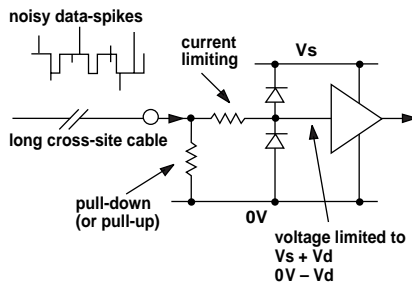 noisy data-spikes
current
limiting
Vs
long cross-site cable
pull-down
(or pull-up)
0V
voltage limited to
Vs + Vd
0V – Vd